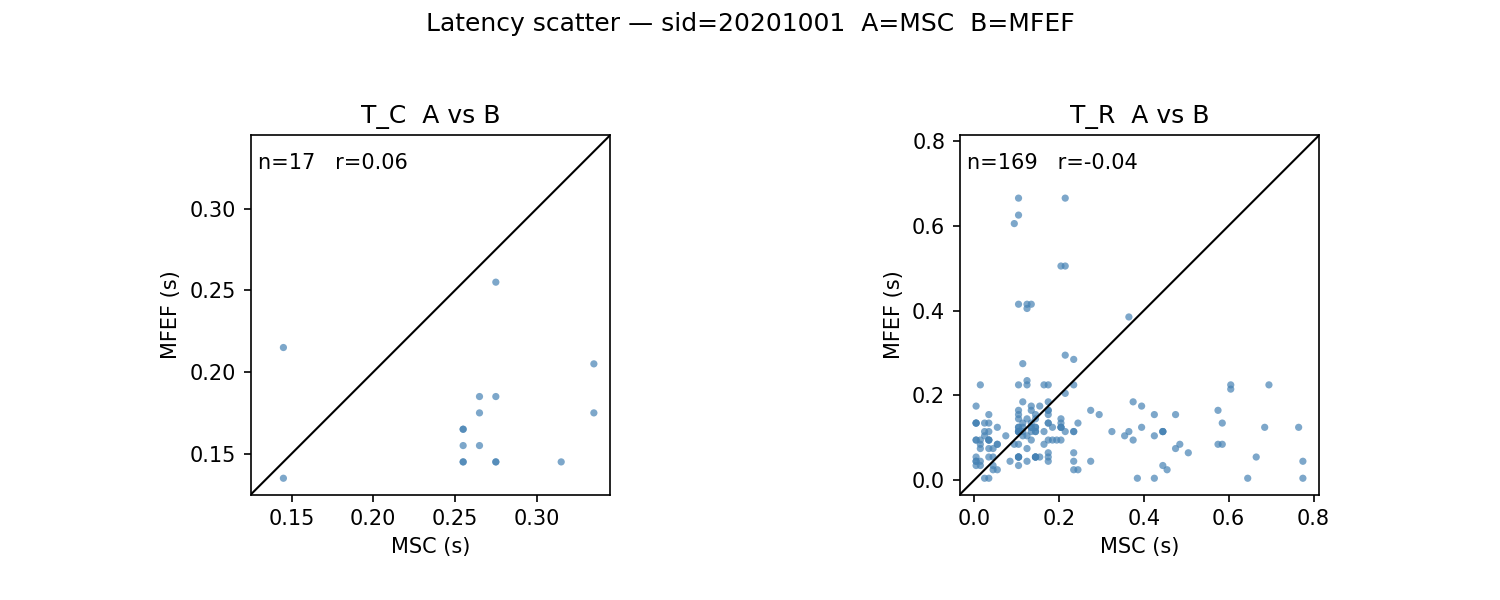 Latency scatter — sid=20201001  A=MSC  B=MFEF
T_C  A vs B
n=17   r=0.06
0.30
0.25
0.20
0.15
MFEF (s)
0.15 0.20 0.25 0.30
MSC (s)
T_R  A vs B
n=169   r=-0.04
0.8
0.6
0.4
0.2
0.0
MFEF (s)
0.0 0.2 0.4 0.6 0.8
MSC (s)